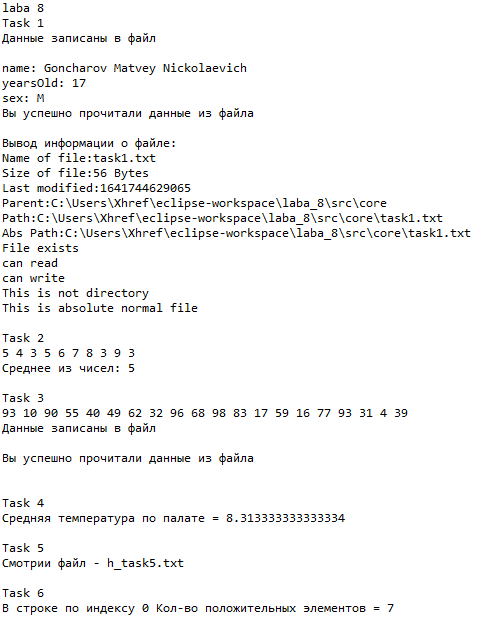 laba 8
Task 1
Данные записаны в файл
name: Goncharov Matvey Nickolaevich
yearsOld: 17
sex: M
Вы успешно прочитали данные из файла
Вывод информации о файле:
Name of file:task1.txt
Size of file:56 Bytes
Last modified:1641744629065
Parent:C:\Users\Xhref\eclipse-workspace\laba_8\src\core
Path:C:\Users\Xhref\eclipse-workspace\laba_8\src\core\task1.txt
Abs Path:C:\Users\Xhref\eclipse-workspace\laba_8\src\core\task1.txt
File exists
can read
can write
This is not directory
This is absolute normal file
Task 2
5 4 3 5 6 7 8 3 9 3
Среднее из чисел: 5
Task 3
93 10 90 55 40 49 62 32 96 68 98 83 17 59 16 77 93 31 4 39
Данные записаны в файл
Вы успешно прочитали данные из файла
Task 4
Средняя температура по палате = 8.313333333333334
Task 5
Смотрии файл - h_task5.txt
Task 6
В строке по индексу 0 Кол-во положительных элементов = 7